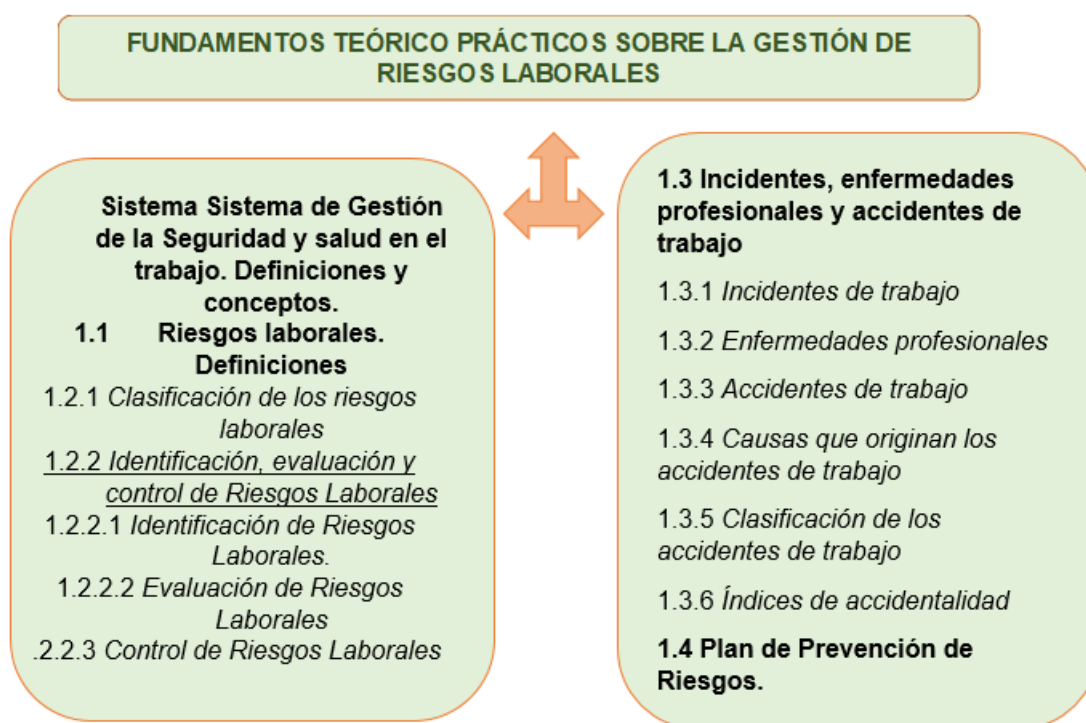 FUNDAMENTOS TEÓRICO PRÁCTICOS SOBRE LA GESTIÓN DE
RIESGOS LABORALES
Sistema Sistema de Gestión
de la Seguridad y salud en el
trabajo. Definiciones y
conceptos.
1.1 Riesgos laborales.
Definiciones
1.2.1 Clasificación de los riesgos
laborales
1.2.2 Identificación, evaluación y
control de Riesgos Laborales
1.2.2.1 Identificación de Riesgos
Laborales.
1.2.2.2 Evaluación de Riesgos
Laborales
.2.2.3 Control de Riesgos Laborales
1.3 Incidentes, enfermedades
profesionales y accidentes de
trabajo
1.3.1 Incidentes de trabajo
1.3.2 Enfermedades profesionales
1.3.3 Accidentes de trabajo
1.3.4 Causas que originan los
accidentes de trabajo
1.3.5 Clasificación de los
accidentes de trabajo
1.3.6 Índices de accidentalidad
1.4 Plan de Prevención de
Riesgos.